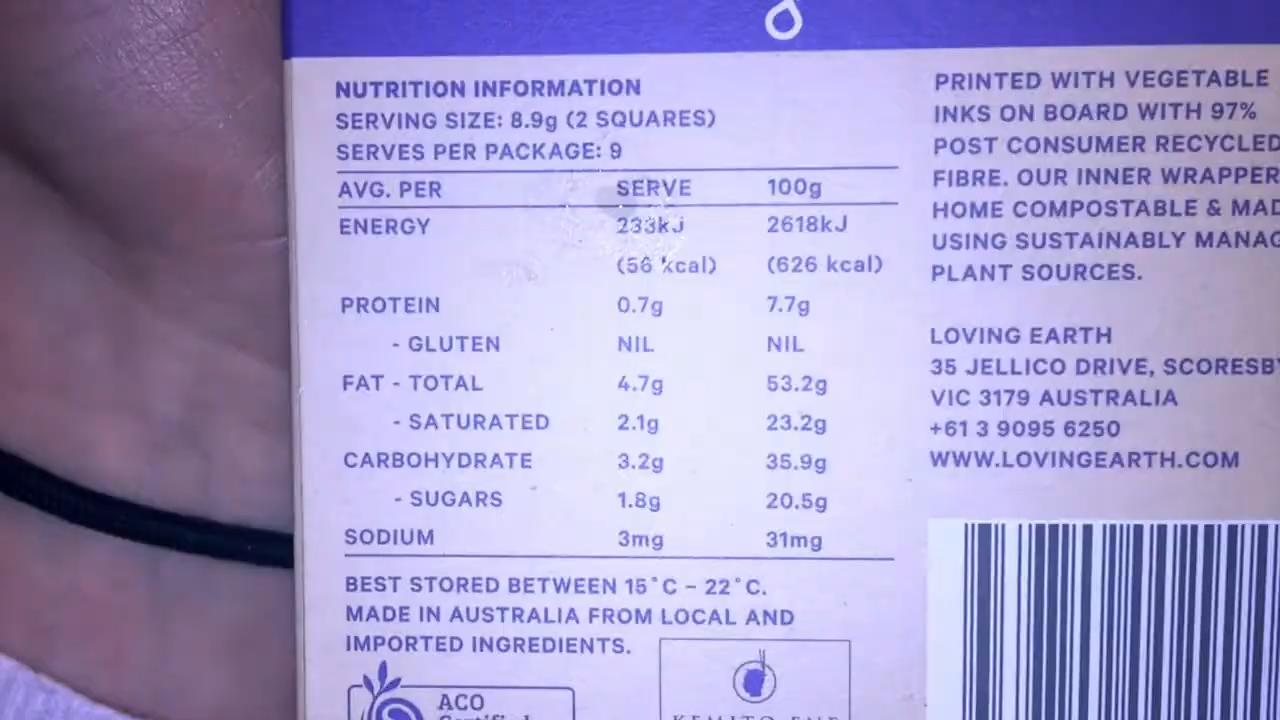 NUTRITION INFORMATION
SERVING SIZE: 8.9g (2 SQUARES)
SERVES PER PACKAGE: 9
AVG. PER SERVE 100g
ENERGY 233kJ 2618kJ
(56 kcal) (626 kcal)
PROTEIN 0.7g 7.7g
- GLUTEN NIL NIL
FAT - TOTAL 4.7g 53.2g
- SATURATED 2.1g 23.2g
CARBOHYDRATE 3.2g 35.9g
- SUGARS 1.8g 20.5g
SODIUM 3mg 31mg
BEST STORED BETWEEN 15°C - 22°C.
MADE IN AUSTRALIA FROM LOCAL AND
IMPORTED INGREDIENTS.
ACO
PRINTED WITH VEGETABLE
INKS ON BOARD WITH 97%
POST CONSUMER RECYCLED
FIBRE. OUR INNER WRAPPER
HOME COMPOSTABLE & MAD
USING SUSTAINABLY MANAG
PLANT SOURCES.
LOVING EARTH
35 JELLICO DRIVE, SCORESBY
VIC 3179 AUSTRALIA
+61 3 9095 6250
WWW.LOVINGEARTH.COM